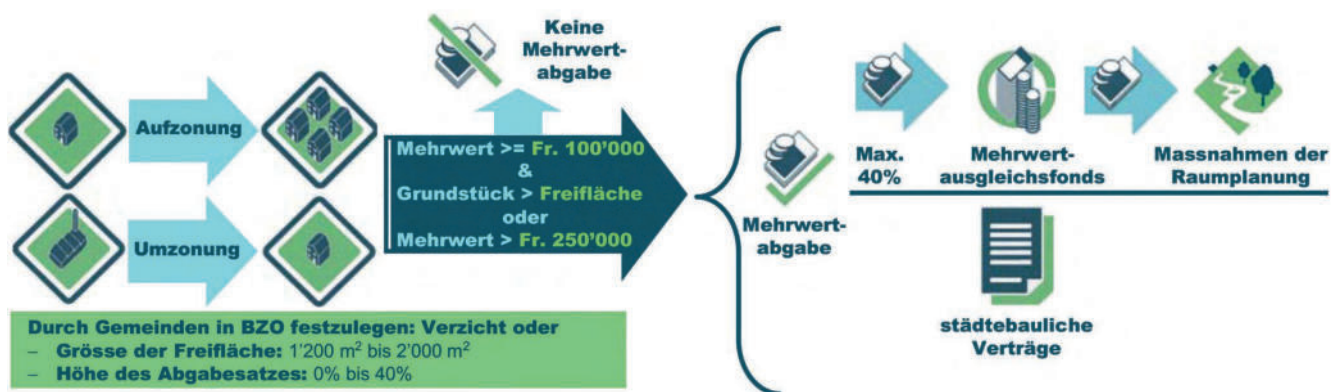 Keine
Mehrwert-
abgabe
Aufzonung
Umzonung
Mehrwert >= Fr. 100'000
&
Grundstück > Freifläche
oder
Mehrwert > Fr. 250'000
Mehrwert-
abgabe
Max.
40%
Mehrwert-
ausgleichsfonds
Massnahmen der
Raumplanung
städtebauliche
Verträge
Durch Gemeinden in BZO festzulegen: Verzicht oder
– Grösse der Freifläche: 1'200 m² bis 2'000 m²
– Höhe des Abgabesatzes: 0% bis 40%